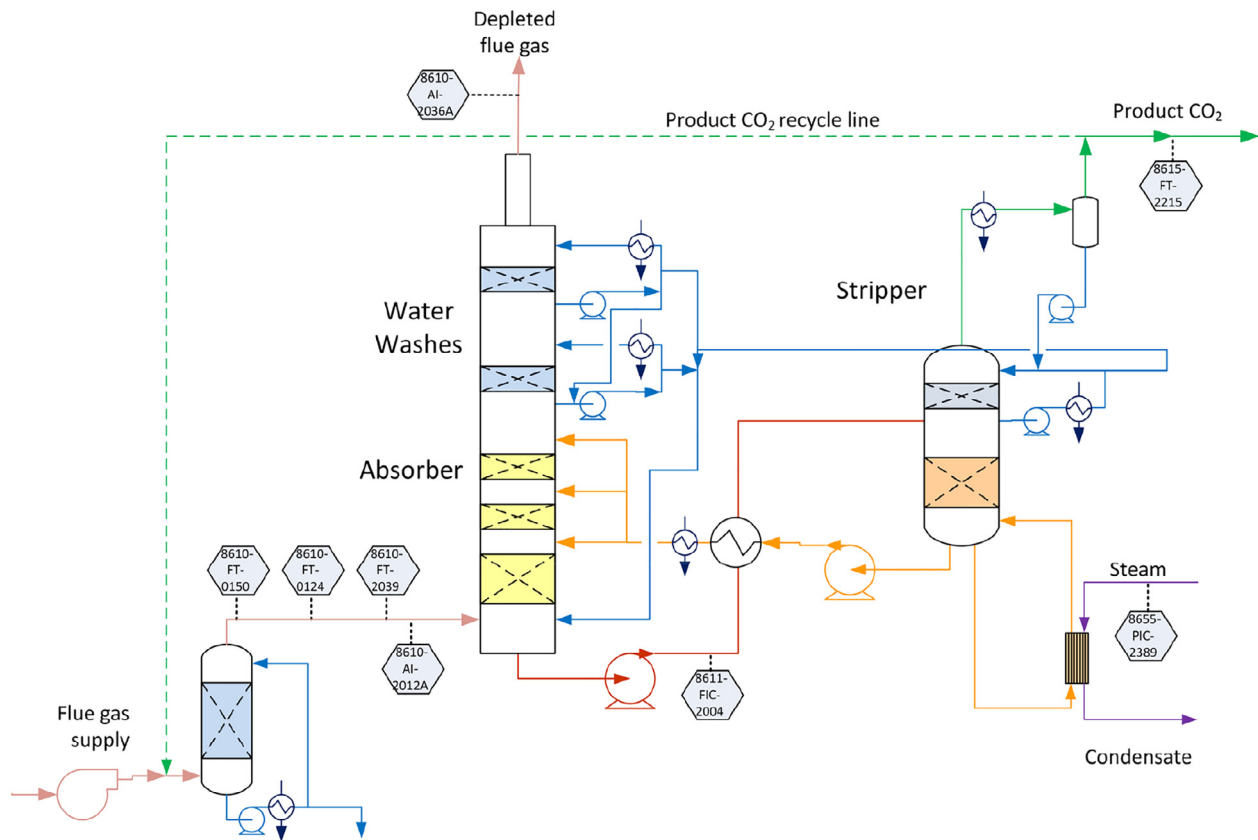 Depleted
flue gas
8610-
AI-
2036A
Product CO₂ recycle line
Product CO₂
8615-
FT-
2215
Stripper
Water
Washes
Absorber
8610-
FT-
0150
8610-
FT-
0124
8610-
FT-
2039
8610-
AI-
2012A
8611-
FIC-
2004
Steam
8655-
PIC-
2389
Flue gas
supply
Condensate